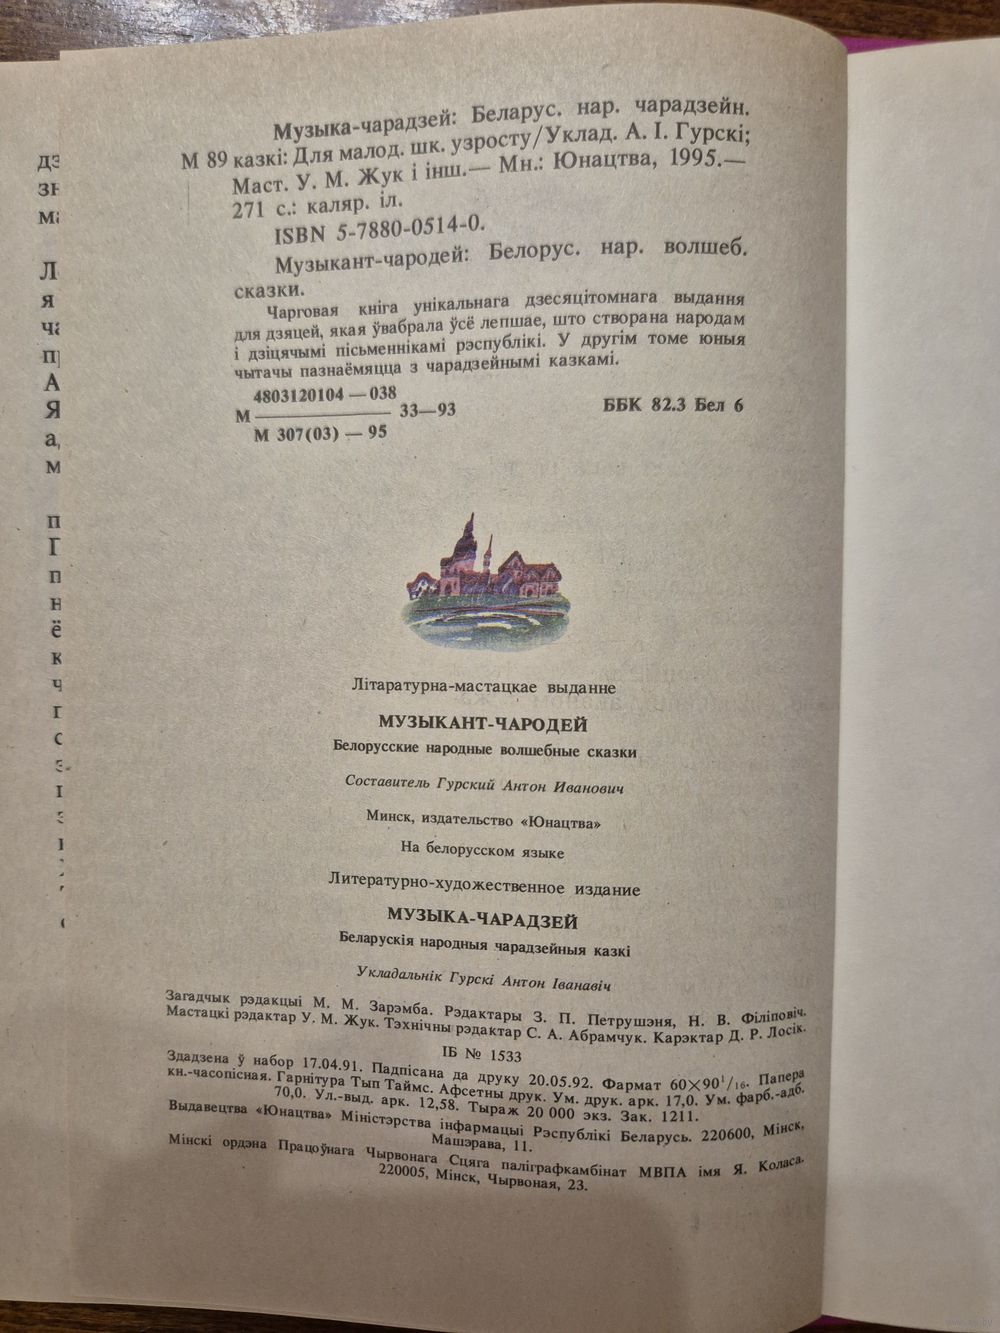 Музыка-чарадзей: Беларус. нар. чарадзейн.
М 89 казкі: Для малод. шк. узросту/Уклад. А. І. Гурскі;
Маст. У. М. Жук і інш.— Мн.: Юнацтва, 1995.—
271 с.: каляр. іл.
ISBN 5-7880-0514-0.
Музыкант-чародей: Белорус. нар. волшеб.
сказки.
Чарговая кніга унікальнага дзесяцітомнага выдання
для дзяцей, якая ўвабрала ўсё лепшае, што створана народам
і дзіцячымі пісьменнікамі рэспублікі. У другім томе юныя
чытачы пазнаёмяцца з чарадзейнымі казкамі.
4803120104—038
М ———— 33—93
М 307(03)—95
ББК 82.3 Бел 6
Літаратурна-мастацкае выданне
МУЗЫКАНТ-ЧАРОДЕЙ
Белорусские народные волшебные сказки
Составитель Гурский Антон Иванович
Минск, издательство «Юнацтва»
На белорусском языке
Литературно-художественное издание
МУЗЫКА-ЧАРАДЗЕЙ
Беларускія народныя чарадзейныя казкі
Укладальнік Гурскі Антон Іванавіч
Загадчык рэдакцыі М. М. Зарэмба. Рэдактары З. П. Петрушэня, Н. В. Філіповіч.
Мастацкі рэдактар У. М. Жук. Тэхнічны рэдактар С. А. Абрамчук. Карэктар Д. Р. Лосік.
ІБ № 1533
Здадзена ў набор 17.04.91. Падпісана да друку 20.05.92. Фармат 60×90¹/₁₆. Папера
кн.-часопісная. Гарнітура Тып Таймс. Афсетны друк. Ум. друк. арк. 17,0. Ум. фарб.-адб.
70,0. Ул.-выд. арк. 12,58. Тыраж 20 000 экз. Зак. 1211.
Выдавецтва «Юнацтва» Міністэрства інфармацыі Рэспублікі Беларусь. 220600, Мінск,
Машэрава, 11.
Мінскі ордэна Працоўнага Чырвонага Сцяга паліграфкамбінат МВПА імя Я. Коласа.
220005, Мінск, Чырвоная, 23.